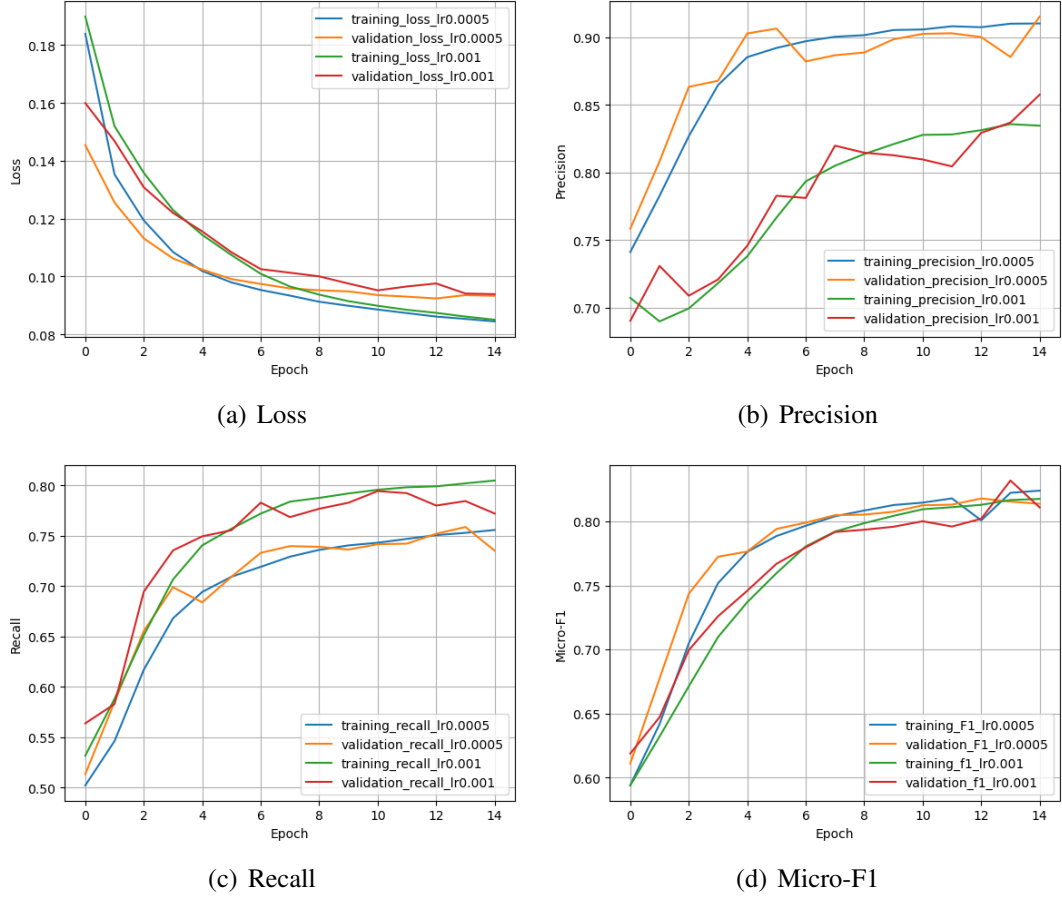 0.18
0.16
0.14
0.12
0.10
0.08
Loss
training_loss_lr0.0005
validation_loss_lr0.0005
training_loss_lr0.001
validation_loss_lr0.001
0 2 4 6 8 10 12 14
Epoch
(a) Loss
0.90
0.85
0.80
0.75
0.70
Precision
training_precision_lr0.0005
validation_precision_lr0.0005
training_precision_lr0.001
validation_precision_lr0.001
0 2 4 6 8 10 12 14
Epoch
(b) Precision
0.80
0.75
0.70
0.65
0.60
0.55
0.50
Recall
training_recall_lr0.0005
validation_recall_lr0.0005
training_recall_lr0.001
validation_recall_lr0.001
0 2 4 6 8 10 12 14
Epoch
(c) Recall
0.80
0.75
0.70
0.65
0.60
Micro-F1
training_F1_lr0.0005
validation_F1_lr0.0005
training_f1_lr0.001
validation_f1_lr0.001
0 2 4 6 8 10 12 14
Epoch
(d) Micro-F1